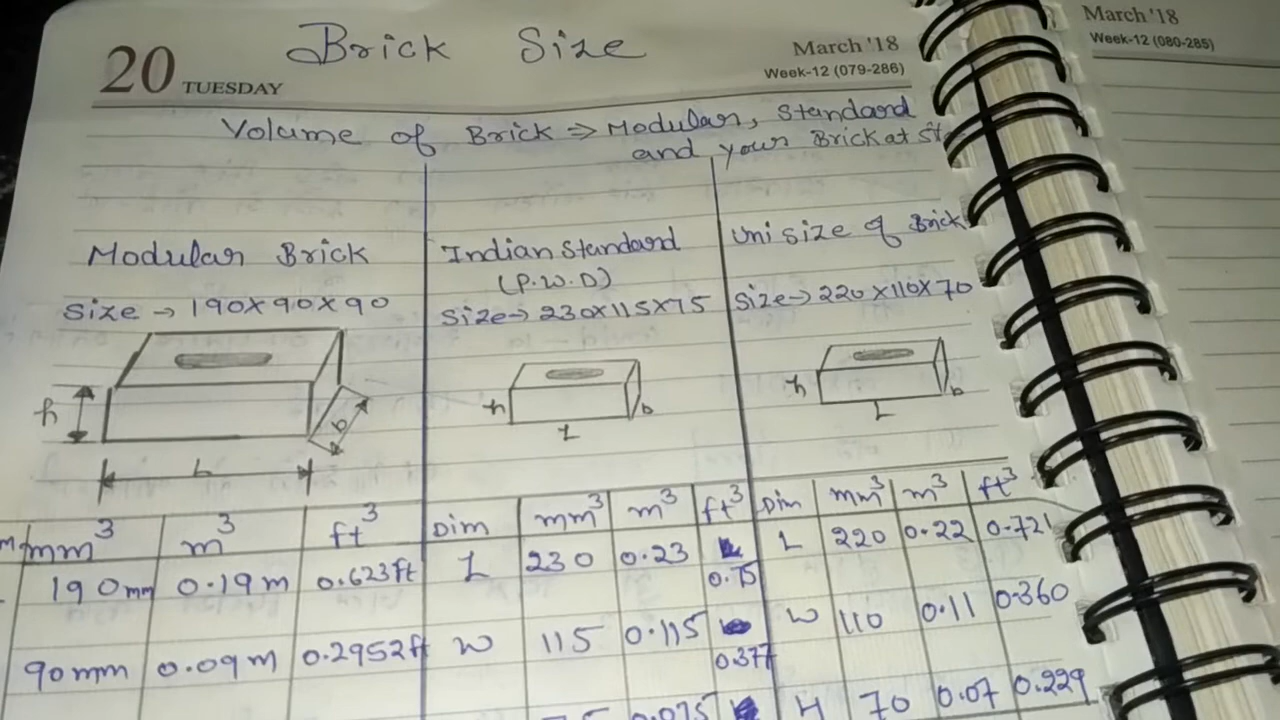 Brick Size
20 TUESDAY
March '18
Week-12 (079-286)
March '18
Week-12 (080-285)
Volume of Brick ⇒ Modular, Standard
and your Brick at
Modular Brick
Size → 190X90X90
h
b
L
Indian Standard
(P.W.D)
Size→ 230X115X75
h
b
L
Uni size of Brick
Size→ 220X110X70
h
b
L
mm³ m³ ft³
190mm 0.19m 0.623ft
90mm 0.09m 0.2952ft
Dim mm³ m³ ft³
L 230 0.23 0.75
W 115 0.115 0.377
0.075
Dim mm³ m³ ft³
L 220 0.22 0.721
W 110 0.11 0.360
H 70 0.07 0.229